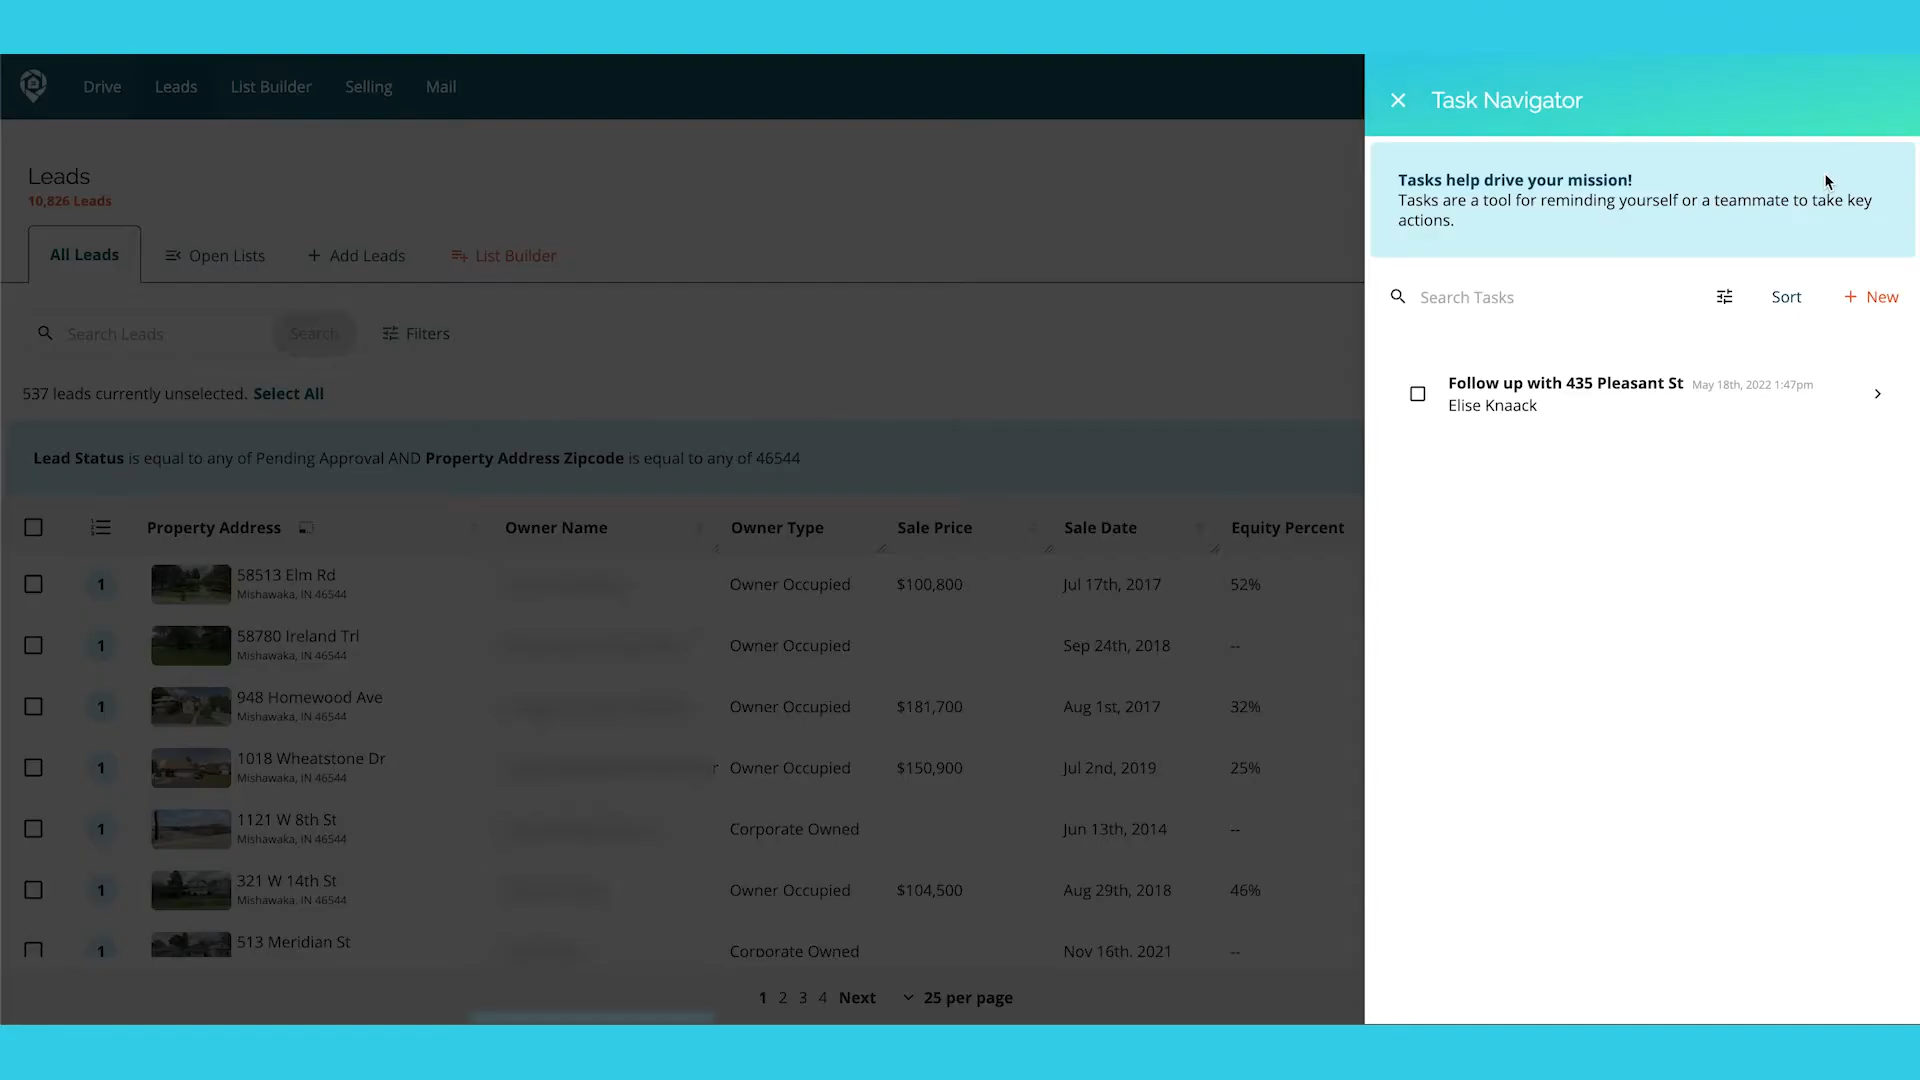 Drive Leads List Builder Selling Mail
Leads
10,826 Leads
All Leads Open Lists + Add Leads List Builder
Search Leads Search Filters
537 leads currently unselected. Select All
Lead Status is equal to any of Pending Approval AND Property Address Zipcode is equal to any of 46544
Property Address Owner Name Owner Type Sale Price Sale Date Equity Percent
1 58513 Elm Rd Owner Occupied $100,800 Jul 17th, 2017 52%
Mishawaka, IN 46544
1 58780 Ireland Trl Owner Occupied Sep 24th, 2018 --
Mishawaka, IN 46544
1 948 Homewood Ave Owner Occupied $181,700 Aug 1st, 2017 32%
Mishawaka, IN 46544
1 1018 Wheatstone Dr r Owner Occupied $150,900 Jul 2nd, 2019 25%
Mishawaka, IN 46544
1 1121 W 8th St Corporate Owned Jun 13th, 2014 --
Mishawaka, IN 46544
1 321 W 14th St Owner Occupied $104,500 Aug 29th, 2018 46%
Mishawaka, IN 46544
1 513 Meridian St Corporate Owned Nov 16th, 2021 --
1 2 3 4 Next 25 per page
Task Navigator
Tasks help drive your mission!
Tasks are a tool for reminding yourself or a teammate to take key
actions.
Search Tasks Sort + New
Follow up with 435 Pleasant St May 18th, 2022 1:47pm
Elise Knaack